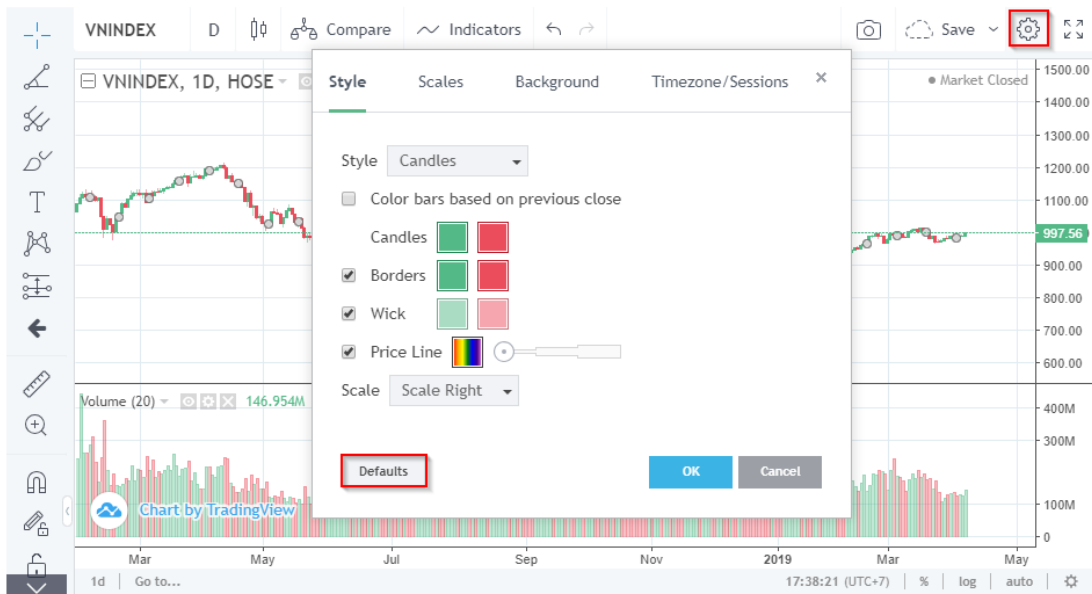 VNINDEX D Compare Indicators Save
VNINDEX, 1D, HOSE
Market Closed
Style Scales Background Timezone/Sessions ×
Style Candles
Color bars based on previous close
Candles
Borders
Wick
Price Line
Scale Scale Right
Defaults OK Cancel
1500.00
1400.00
1300.00
1200.00
1100.00
997.56
900.00
800.00
700.00
600.00
Volume (20) 146.954M
400M
300M
100M
0
Chart by TradingView
Mar May Jul Sep Nov 2019 Mar May
1d Go to... 17:38:21 (UTC+7) % log auto